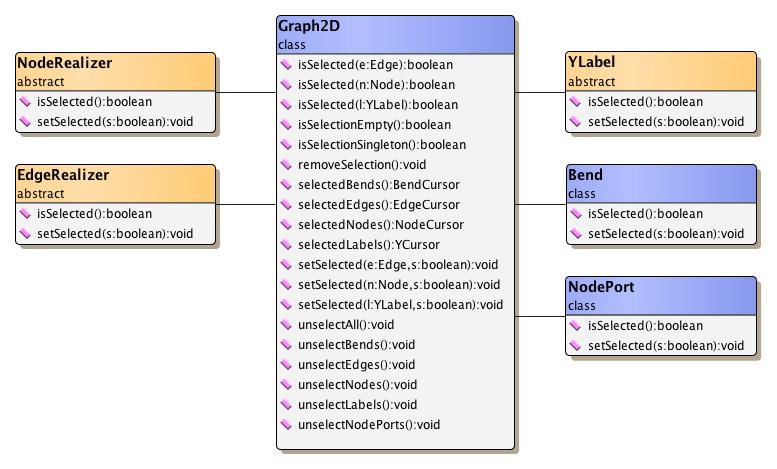 NodeRealizer
abstract
isSelected():boolean
setSelected(s:boolean):void
EdgeRealizer
abstract
isSelected():boolean
setSelected(s:boolean):void
Graph2D
class
isSelected(e:Edge):boolean
isSelected(n:Node):boolean
isSelected(l:YLabel):boolean
isSelectionEmpty():boolean
isSelectionSingleton():boolean
removeSelection():void
selectedBends():BendCursor
selectedEdges():EdgeCursor
selectedNodes():NodeCursor
selectedLabels():YCursor
setSelected(e:Edge,s:boolean):void
setSelected(n:Node,s:boolean):void
setSelected(l:YLabel,s:boolean):void
unselectAll():void
unselectBends():void
unselectEdges():void
unselectNodes():void
unselectLabels():void
unselectNodePorts():void
YLabel
abstract
isSelected():boolean
setSelected(s:boolean):void
Bend
class
isSelected():boolean
setSelected(s:boolean):void
NodePort
class
isSelected():boolean
setSelected(s:boolean):void